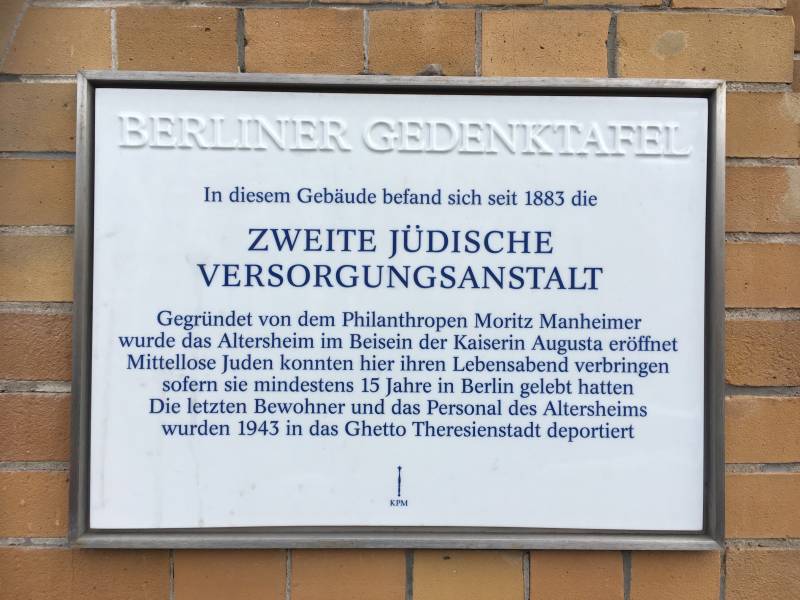 BERLINER GEDENKTAFEL
In diesem Gebäude befand sich seit 1883 die
ZWEITE JÜDISCHE
VERSORGUNGSANSTALT
Gegründet von dem Philanthropen Moritz Manheimer
wurde das Altersheim im Beisein der Kaiserin Augusta eröffnet
Mittellose Juden konnten hier ihren Lebensabend verbringen
sofern sie mindestens 15 Jahre in Berlin gelebt hatten
Die letzten Bewohner und das Personal des Altersheims
wurden 1943 in das Ghetto Theresienstadt deportiert
KPM